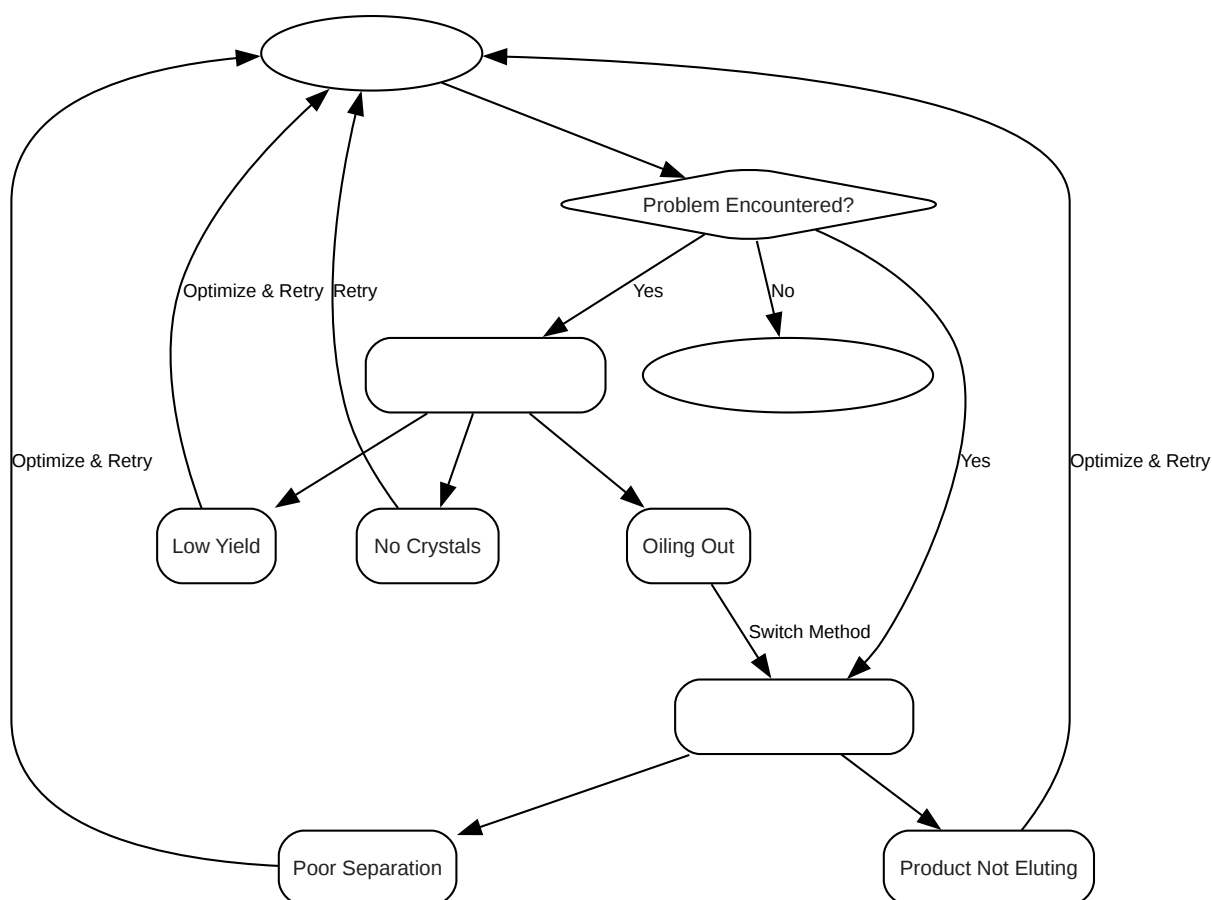 Problem Encountered?
Optimize & Retry
Retry
Yes
No
Optimize & Retry
Yes
Optimize & Retry
Low Yield
No Crystals
Oiling Out
Switch Method
Poor Separation
Product Not Eluting